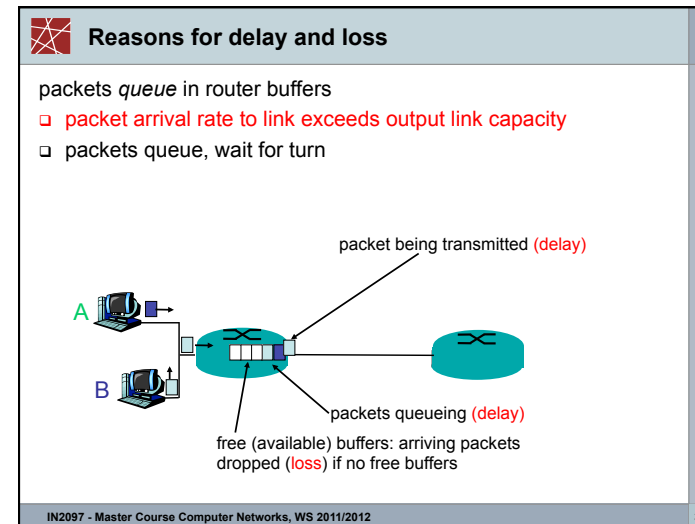 Reasons for delay and loss
packets queue in router buffers
packet arrival rate to link exceeds output link capacity
packets queue, wait for turn
packet being transmitted (delay)
A
B
packets queueing (delay)
free (available) buffers: arriving packets
dropped (loss) if no free buffers
IN2097 - Master Course Computer Networks, WS 2011/2012